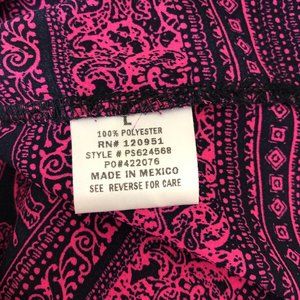 L
100% POLYESTER
RN# 120951
STYLE # PS624568
PO#422076
MADE IN MEXICO
SEE REVERSE FOR CARE